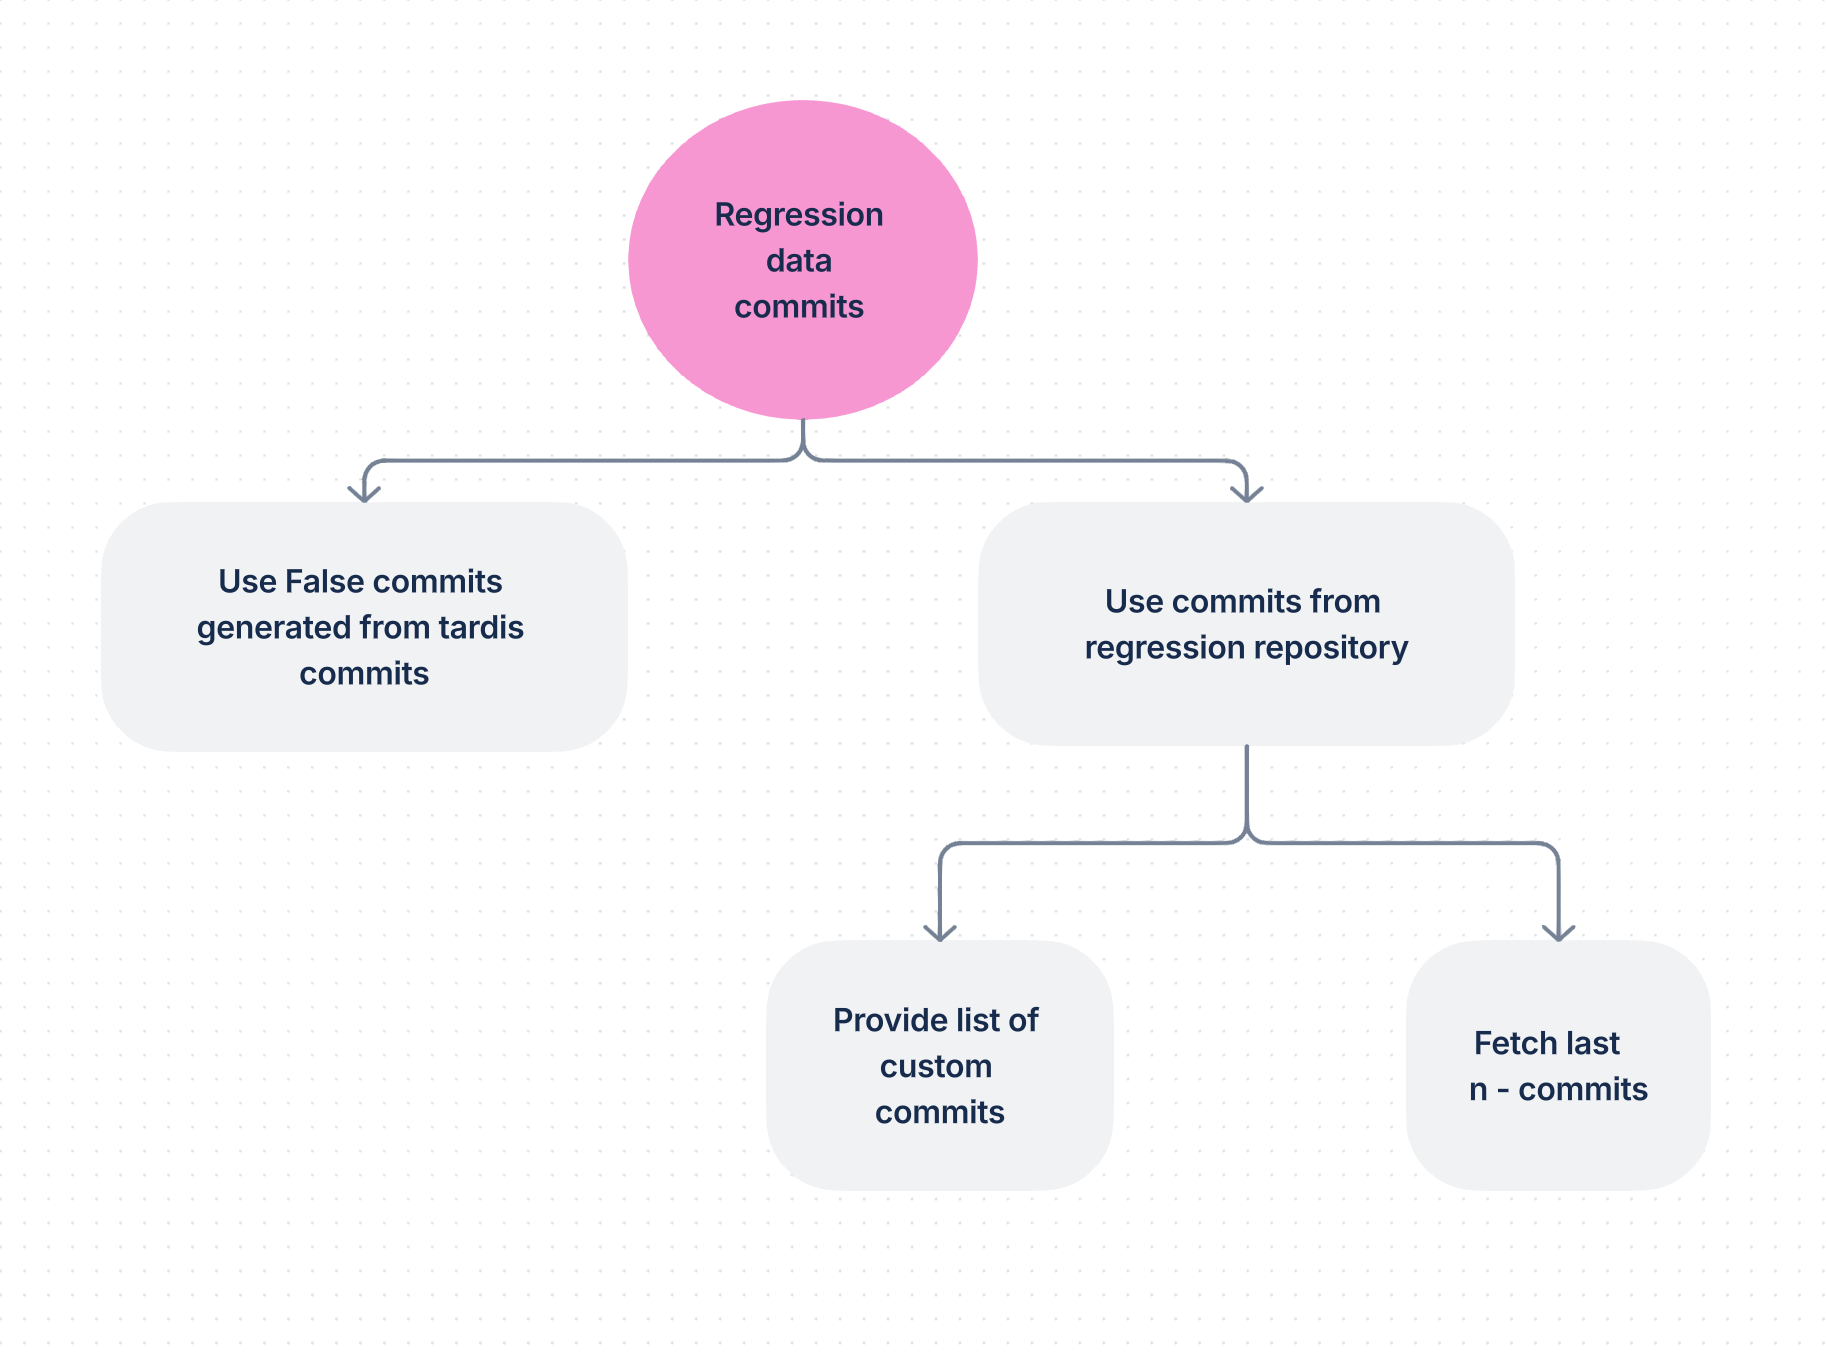 Regression
data
commits
Use False commits
generated from tardis
commits
Use commits from
regression repository
Provide list of
custom
commits
Fetch last
n - commits